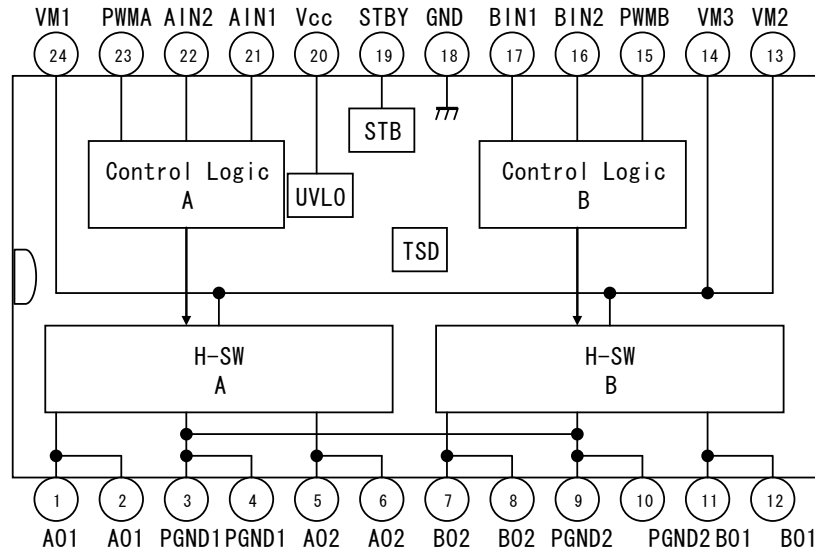 VM1 PWMA AIN2 AIN1 Vcc STBY GND BIN1 BIN2 PWMB VM3 VM2
24 23 22 21 20 19 18 17 16 15 14 13
STB
Control Logic
A
Control Logic
B
UVLO
TSD
H-SW
A
H-SW
B
1 2 3 4 5 6 7 8 9 10 11 12
AO1 AO1 PGND1 PGND1 AO2 AO2 BO2 BO2 PGND2 PGND2 BO1 BO1